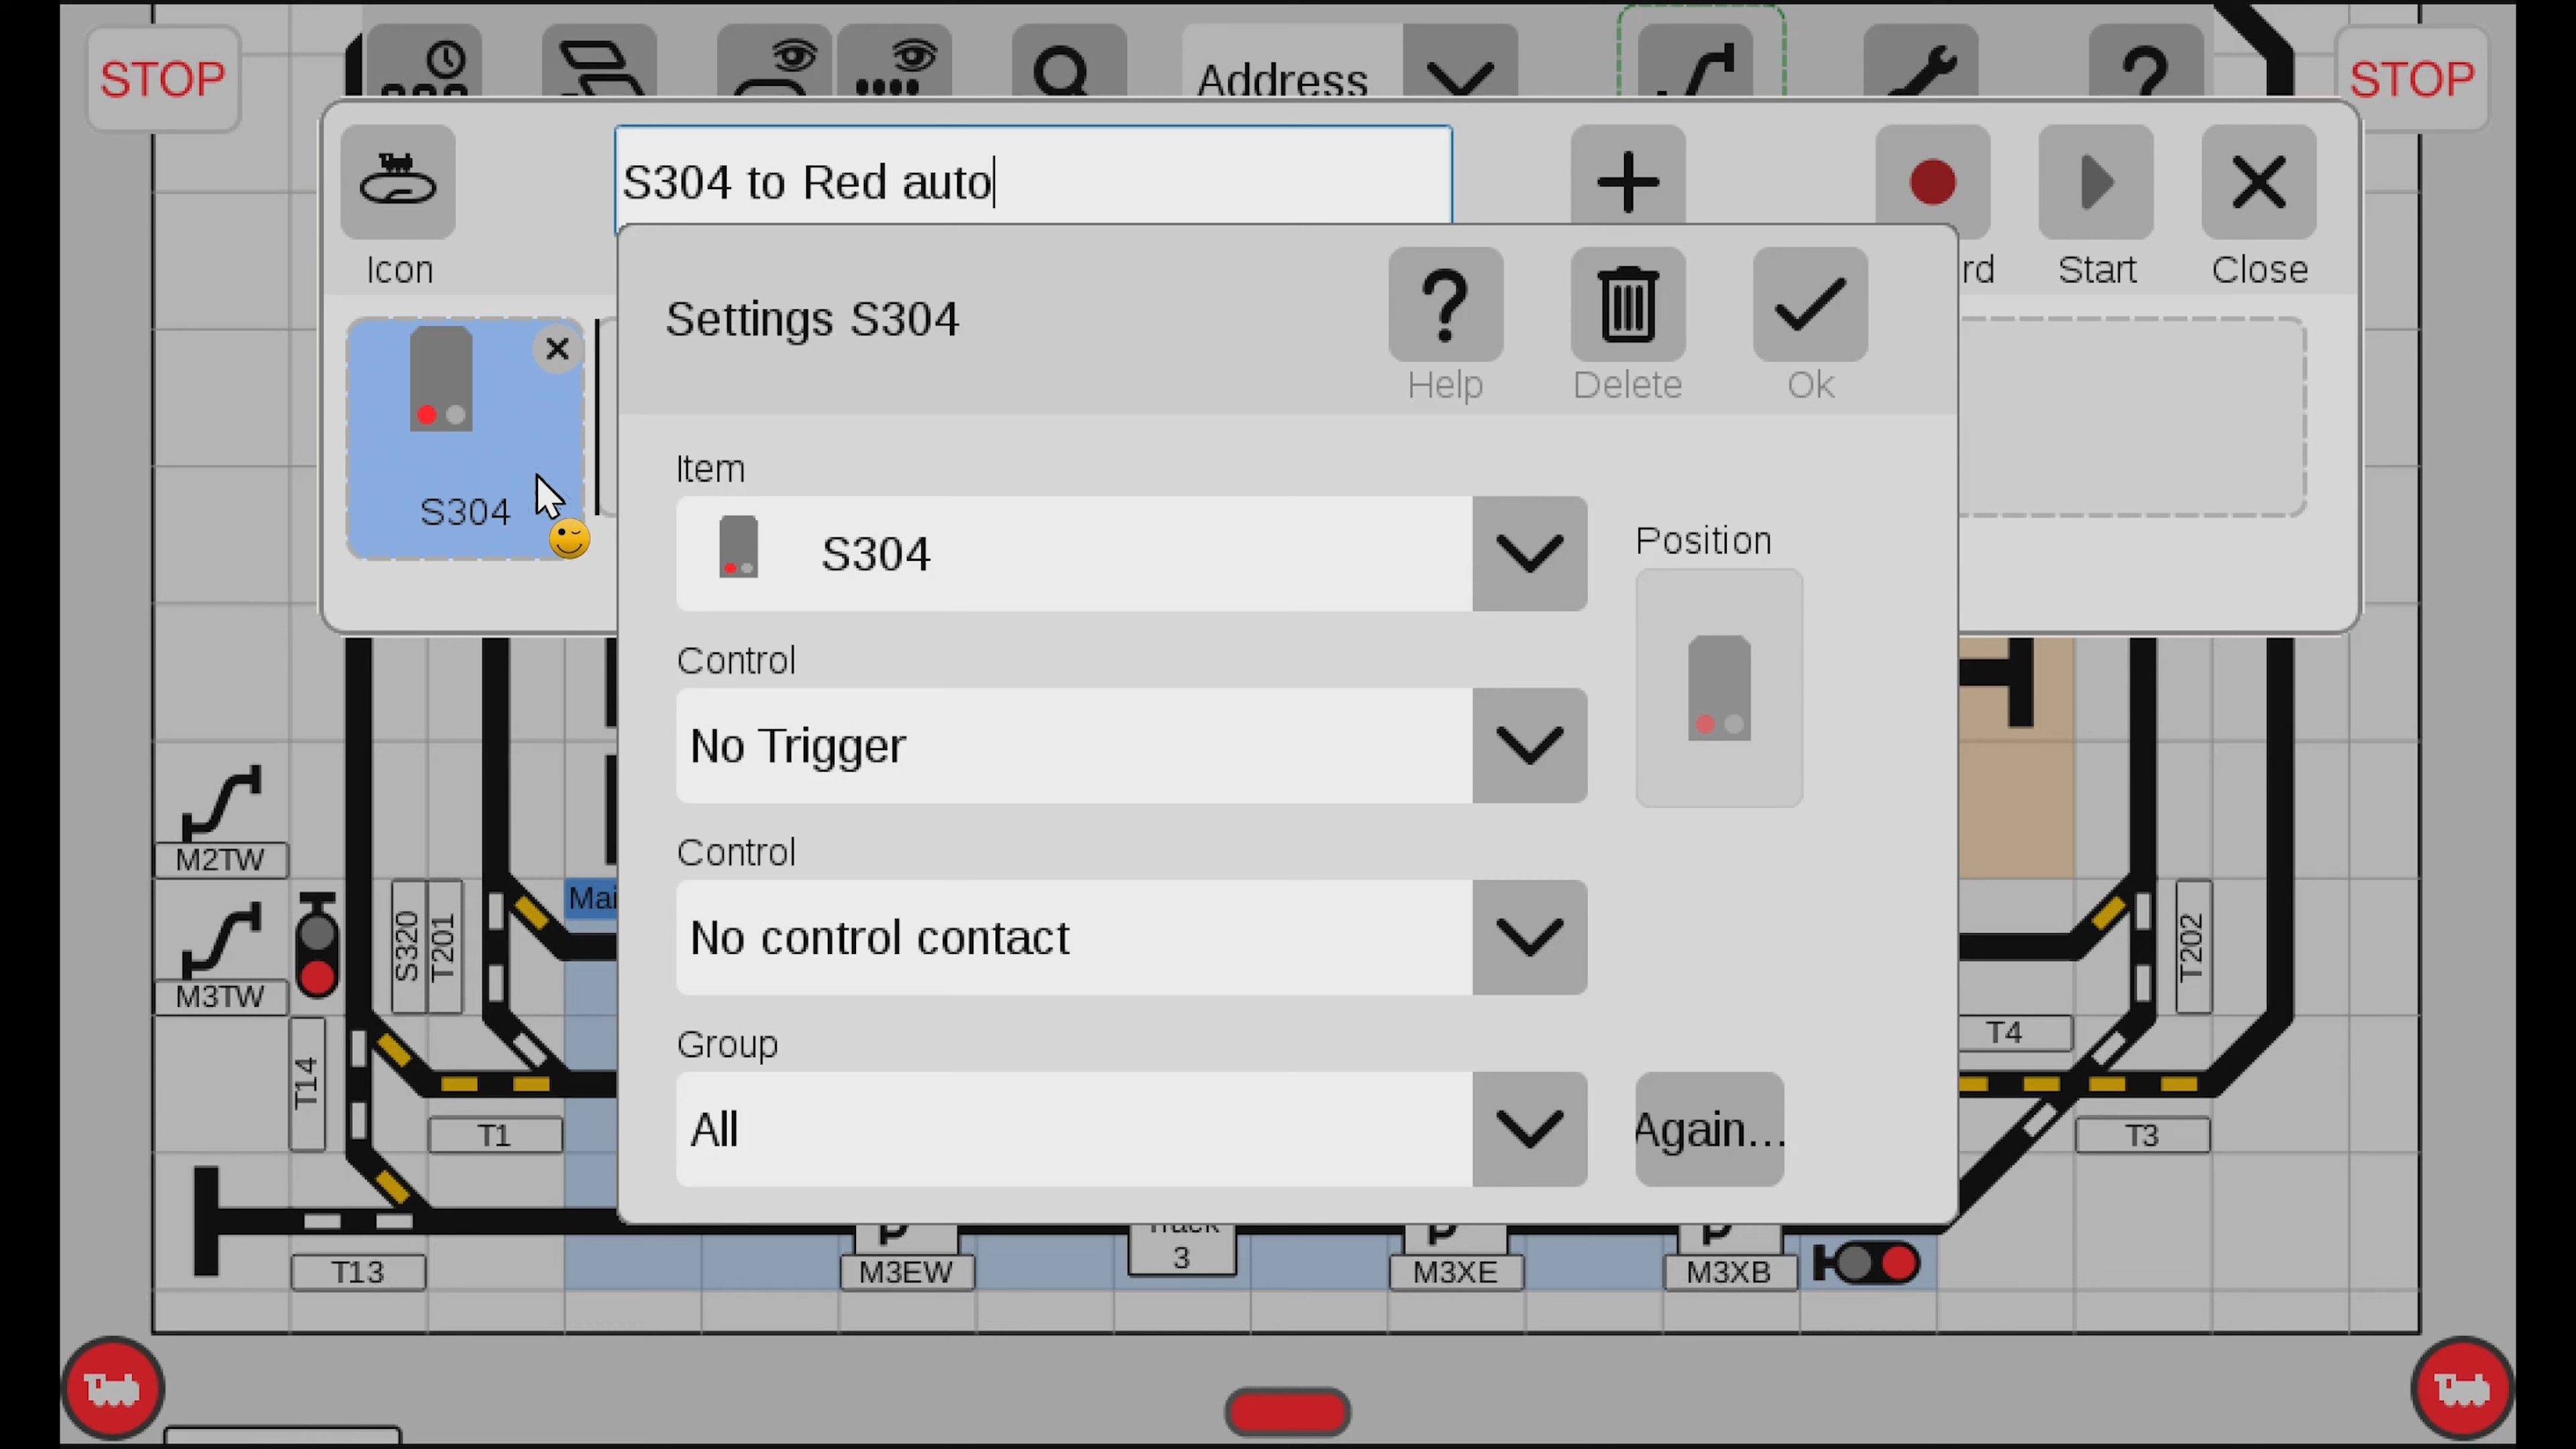 STOP
Address
STOP
S304 to Red auto
Icon
rd
Start
Close
Settings S304
Help
Delete
Ok
S304
Item
S304
Position
Control
No Trigger
Control
No control contact
Group
All
Again...
M2TW
M3TW
Mai
S320
T201
T202
T14
T4
T1
T3
Track
3
T13
M3EW
M3XE
M3XB